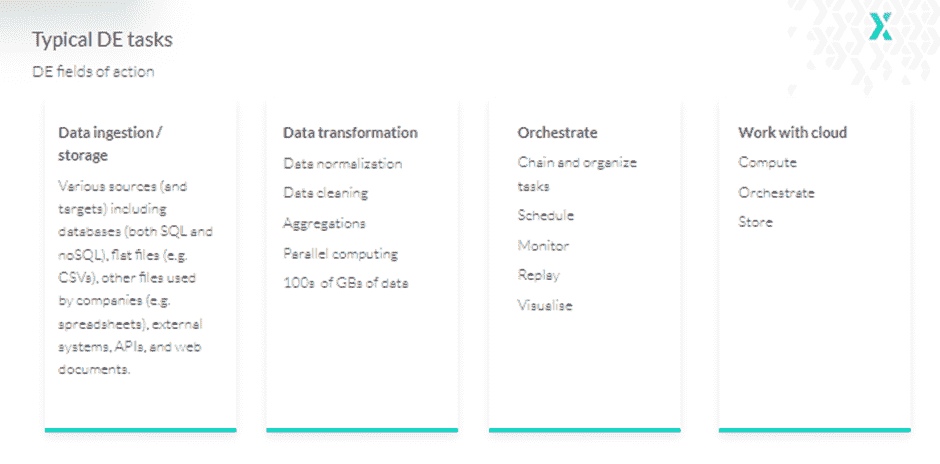 Typical DE tasks
DE fields of action
Data ingestion /
storage
Various sources (and
targets) including
databases (both SQL and
noSQL), flat files (e.g.
CSVs), other files used
by companies (e.g.
spreadsheets), external
systems, APIs, and web
documents.
Data transformation
Data normalization
Data cleaning
Aggregations
Parallel computing
100s of GBs of data
Orchestrate
Chain and organize
tasks
Schedule
Monitor
Replay
Visualise
Work with cloud
Compute
Orchestrate
Store